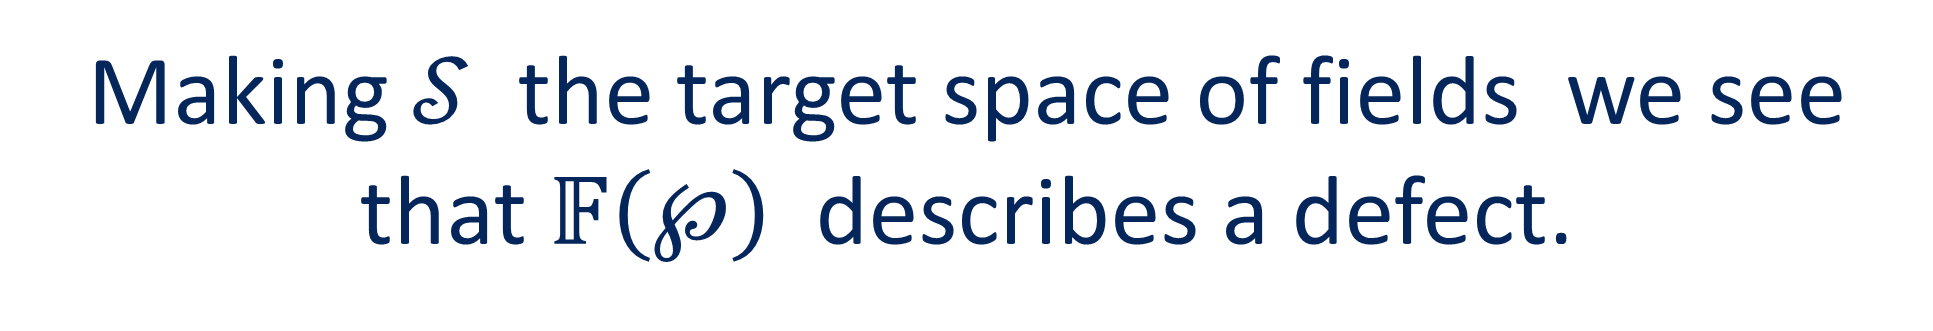 Making 𝒮 the target space of fields we see
that 𝔽(℘) describes a defect.